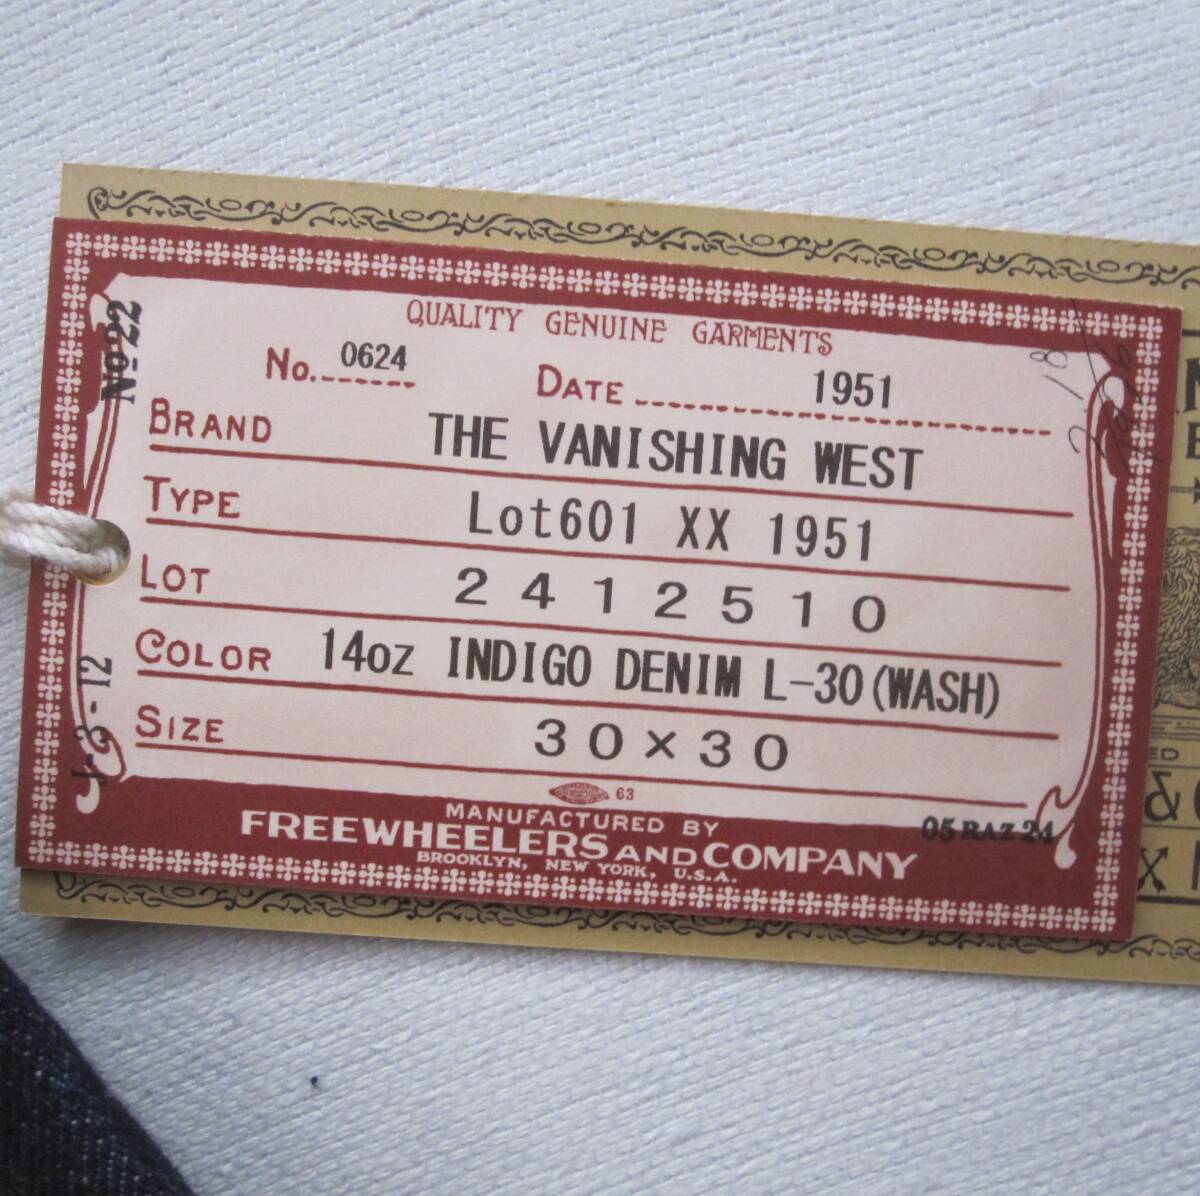 QUALITY GENUINE GARMENTS
No. 0624 DATE 1951
BRAND THE VANISHING WEST
TYPE Lot601 XX 1951
LOT 2412510
COLOR 14oz INDIGO DENIM L-30(WASH)
SIZE 30×30
63
MANUFACTURED BY
FREEWHEELERS AND COMPANY
BROOKLYN, NEW YORK, U.S.A.
No 22
J-3-12
05 RAZ 24
ED
&